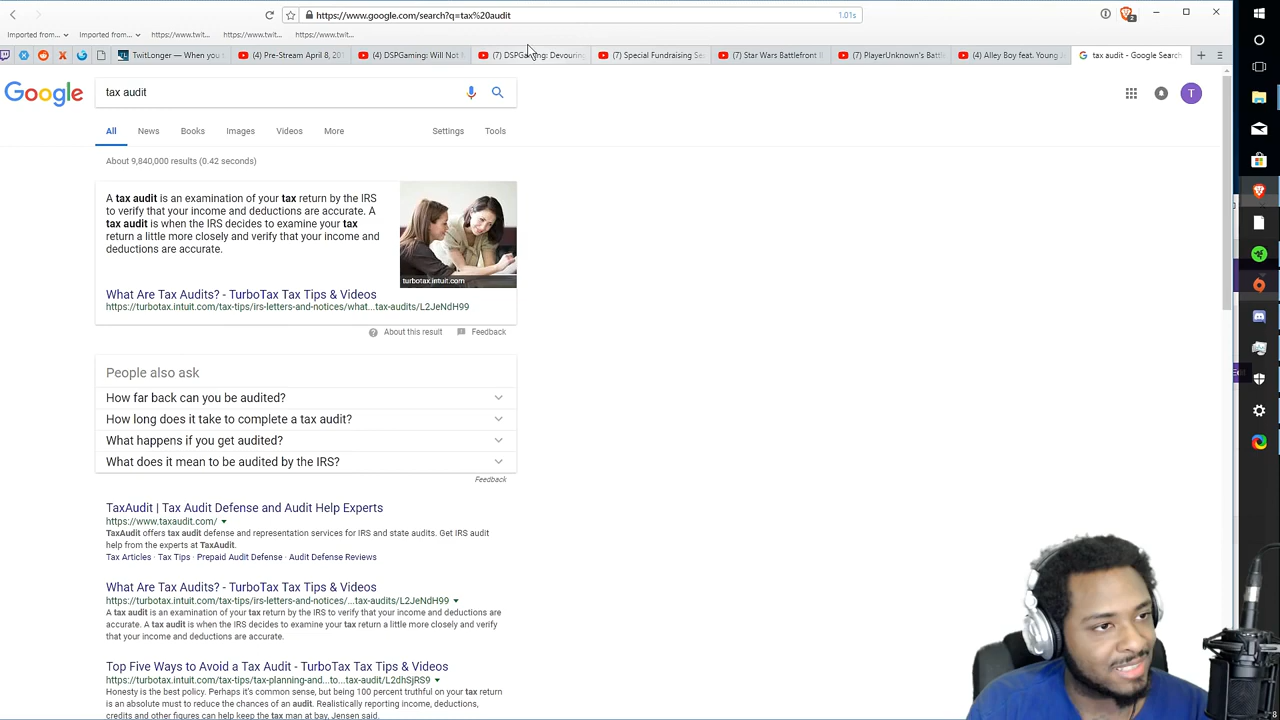 https://www.google.com/search?q=tax%20audit
1.01s
2
Imported from...
Imported from...
https://www.twit...
https://www.twit...
https://www.twit...
TwitLonger — When you
(4) Pre-Stream April 8, 201
(4) DSPGaming: Will Not
(7) DSPGaming: Devouring
(7) Special Fundraising Se
(7) Star Wars Battlefront
(7) PlayerUnknown's Battl
(4) Alley Boy feat. Young Je
tax audit - Google Search
Google
tax audit
T
All
News
Books
Images
Videos
More
Settings
Tools
About 9,840,000 results (0.42 seconds)
A tax audit is an examination of your tax return by the IRS
to verify that your income and deductions are accurate. A
tax audit is when the IRS decides to examine your tax
return a little more closely and verify that your income and
deductions are accurate.
turbotax.intuit.com
What Are Tax Audits? - TurboTax Tax Tips & Videos
https://turbotax.intuit.com/tax-tips/irs-letters-and-notices/what...tax-audits/L2JeNdH99
About this result
Feedback
People also ask
How far back can you be audited?
How long does it take to complete a tax audit?
What happens if you get audited?
What does it mean to be audited by the IRS?
Feedback
TaxAudit | Tax Audit Defense and Audit Help Experts
https://www.taxaudit.com/
TaxAudit offers tax audit defense and representation services for IRS and state audits. Get IRS audit
help from the experts at TaxAudit.
Tax Articles · Tax Tips · Prepaid Audit Defense · Audit Defense Reviews
What Are Tax Audits? - TurboTax Tax Tips & Videos
https://turbotax.intuit.com/tax-tips/irs-letters-and-notices/...tax-audits/L2JeNdH99
A tax audit is an examination of your tax return by the IRS to verify that your income and deductions are
accurate. A tax audit is when the IRS decides to examine your tax return a little more closely and verify
that your income and deductions are accurate.
Top Five Ways to Avoid a Tax Audit - TurboTax Tax Tips & Videos
https://turbotax.intuit.com/tax-tips/tax-planning-and...to...tax-audit/L2dhSjRS9
Honesty is the best policy. Perhaps it's common sense, but being 100 percent truthful on your tax return
is an absolute must to reduce the chances of an audit. Realistically reporting income, deductions,
credits and other figures can help keep the tax man at bay, Jensen said.